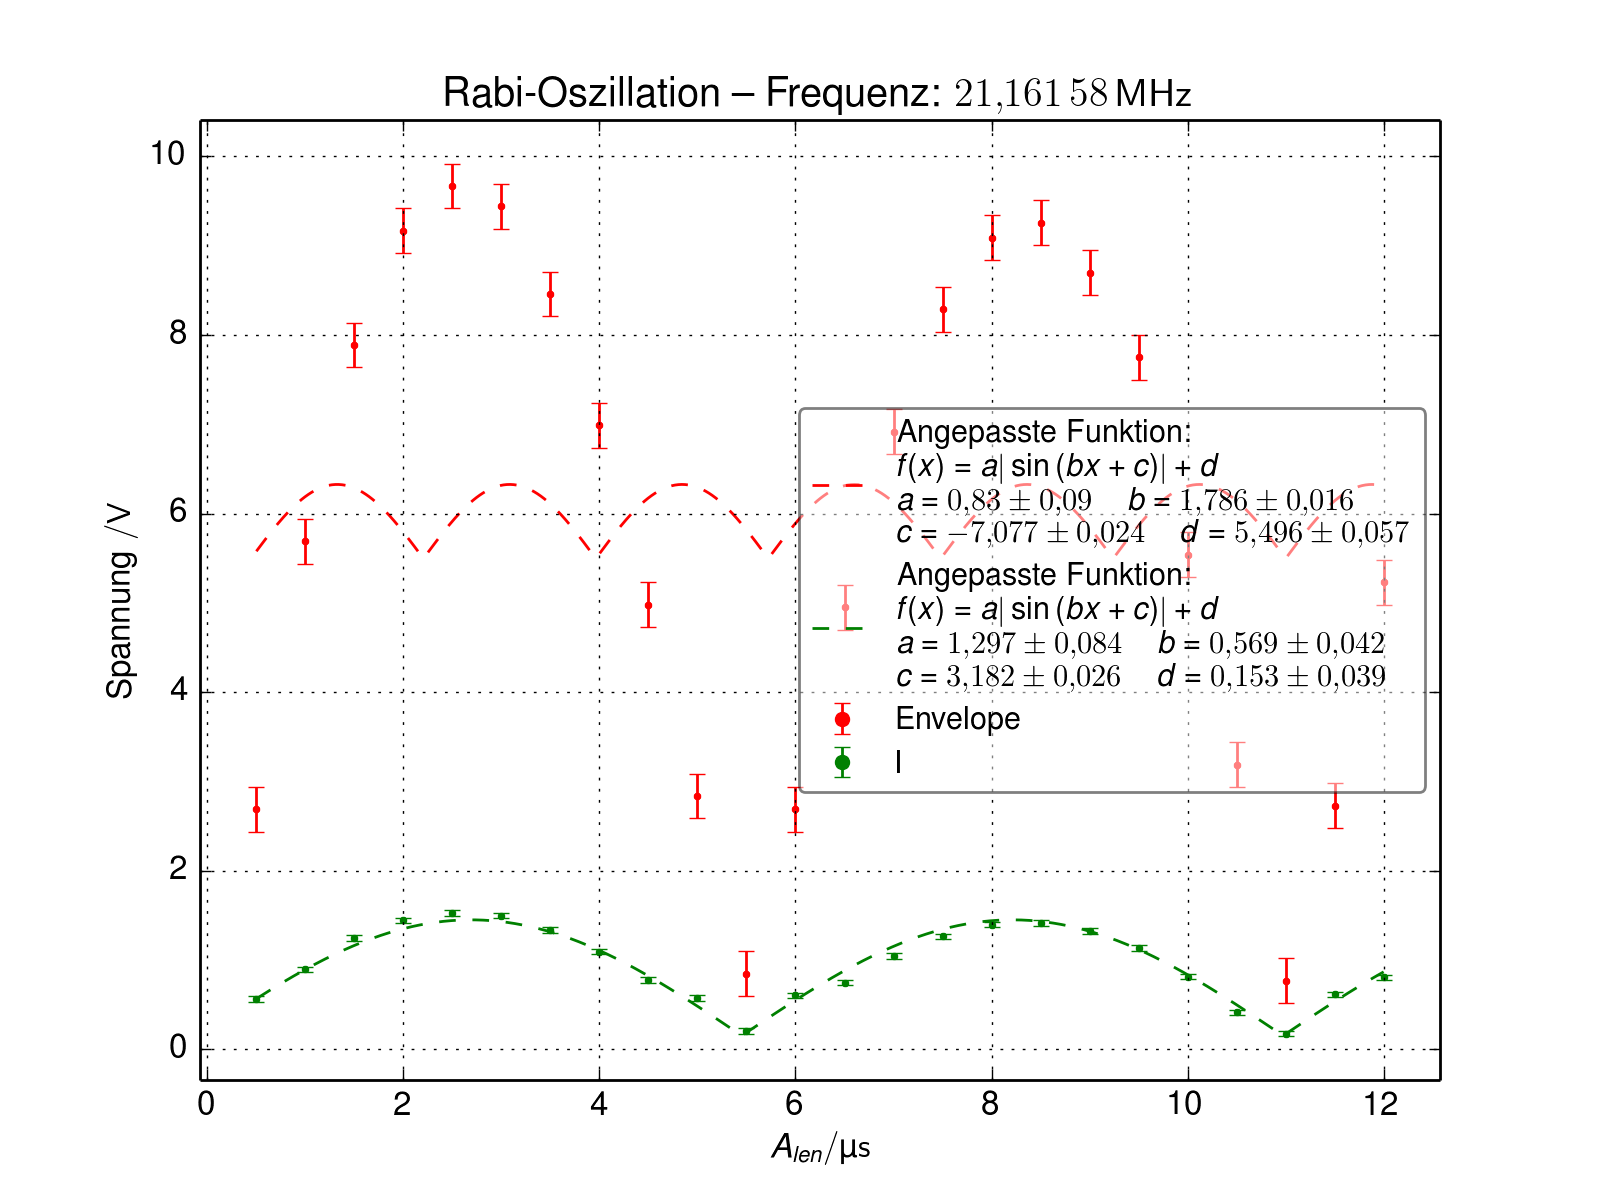 Rabi-Oszillation – Frequenz: 21,161 58 MHz
10
8
6
4
2
0
Spannung /V
Angepasste Funktion:
f(x) = a| sin (bx + c)| + d
a = 0,83 ± 0,09 b = 1,786 ± 0,016
c = −7,077 ± 0,024 d = 5,496 ± 0,057
Angepasste Funktion:
f(x) = a| sin (bx + c)| + d
a = 1,297 ± 0,084 b = 0,569 ± 0,042
c = 3,182 ± 0,026 d = 0,153 ± 0,039
Envelope
I
0 2 4 6 8 10 12
A_len/µs